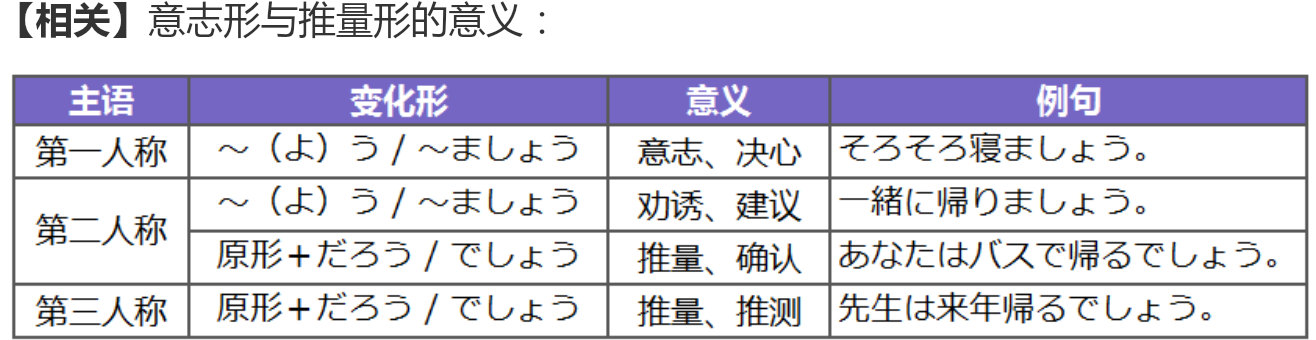 【相关】意志形与推量形的意义：
主语 变化形 意义 例句
第一人称 ～（よ）う / ～ましょう 意志、决心 そろそろ寝ましょう。
第二人称 ～（よ）う / ～ましょう 劝诱、建议 一緒に帰りましょう。
原形＋だろう / でしょう 推量、确认 あなたはバスで帰るでしょう。
第三人称 原形＋だろう / でしょう 推量、推测 先生は来年帰るでしょう。